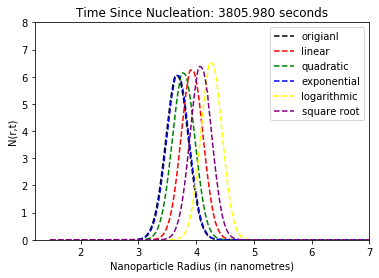 Time Since Nucleation: 3805.980 seconds
8
7
6
5
4
3
2
1
0
N(r,t)
origianl
linear
quadratic
exponential
logarithmic
square root
2 3 4 5 6 7
Nanoparticle Radius (in nanometres)